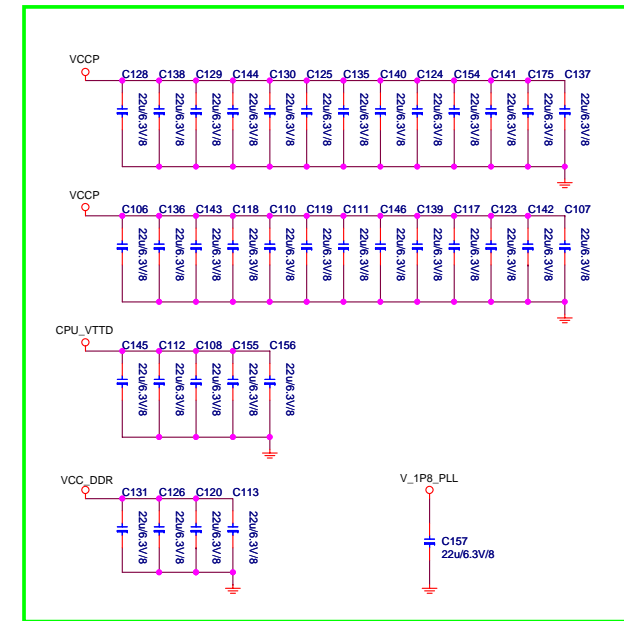 VCCP
C128 C138 C129 C144 C130 C125 C135 C140 C124 C154 C141 C175 C137
22u/6.3V/8 22u/6.3V/8 22u/6.3V/8 22u/6.3V/8 22u/6.3V/8 22u/6.3V/8 22u/6.3V/8 22u/6.3V/8 22u/6.3V/8 22u/6.3V/8 22u/6.3V/8 22u/6.3V/8 22u/6.3V/8
VCCP
C106 C136 C143 C118 C110 C119 C111 C146 C139 C117 C123 C142 C107
22u/6.3V/8 22u/6.3V/8 22u/6.3V/8 22u/6.3V/8 22u/6.3V/8 22u/6.3V/8 22u/6.3V/8 22u/6.3V/8 22u/6.3V/8 22u/6.3V/8 22u/6.3V/8 22u/6.3V/8 22u/6.3V/8
CPU_VTTD
C145 C112 C108 C155 C156
22u/6.3V/8 22u/6.3V/8 22u/6.3V/8 22u/6.3V/8 22u/6.3V/8
VCC_DDR
C131 C126 C120 C113
22u/6.3V/8 22u/6.3V/8 22u/6.3V/8 22u/6.3V/8
V_1P8_PLL
C157
22u/6.3V/8